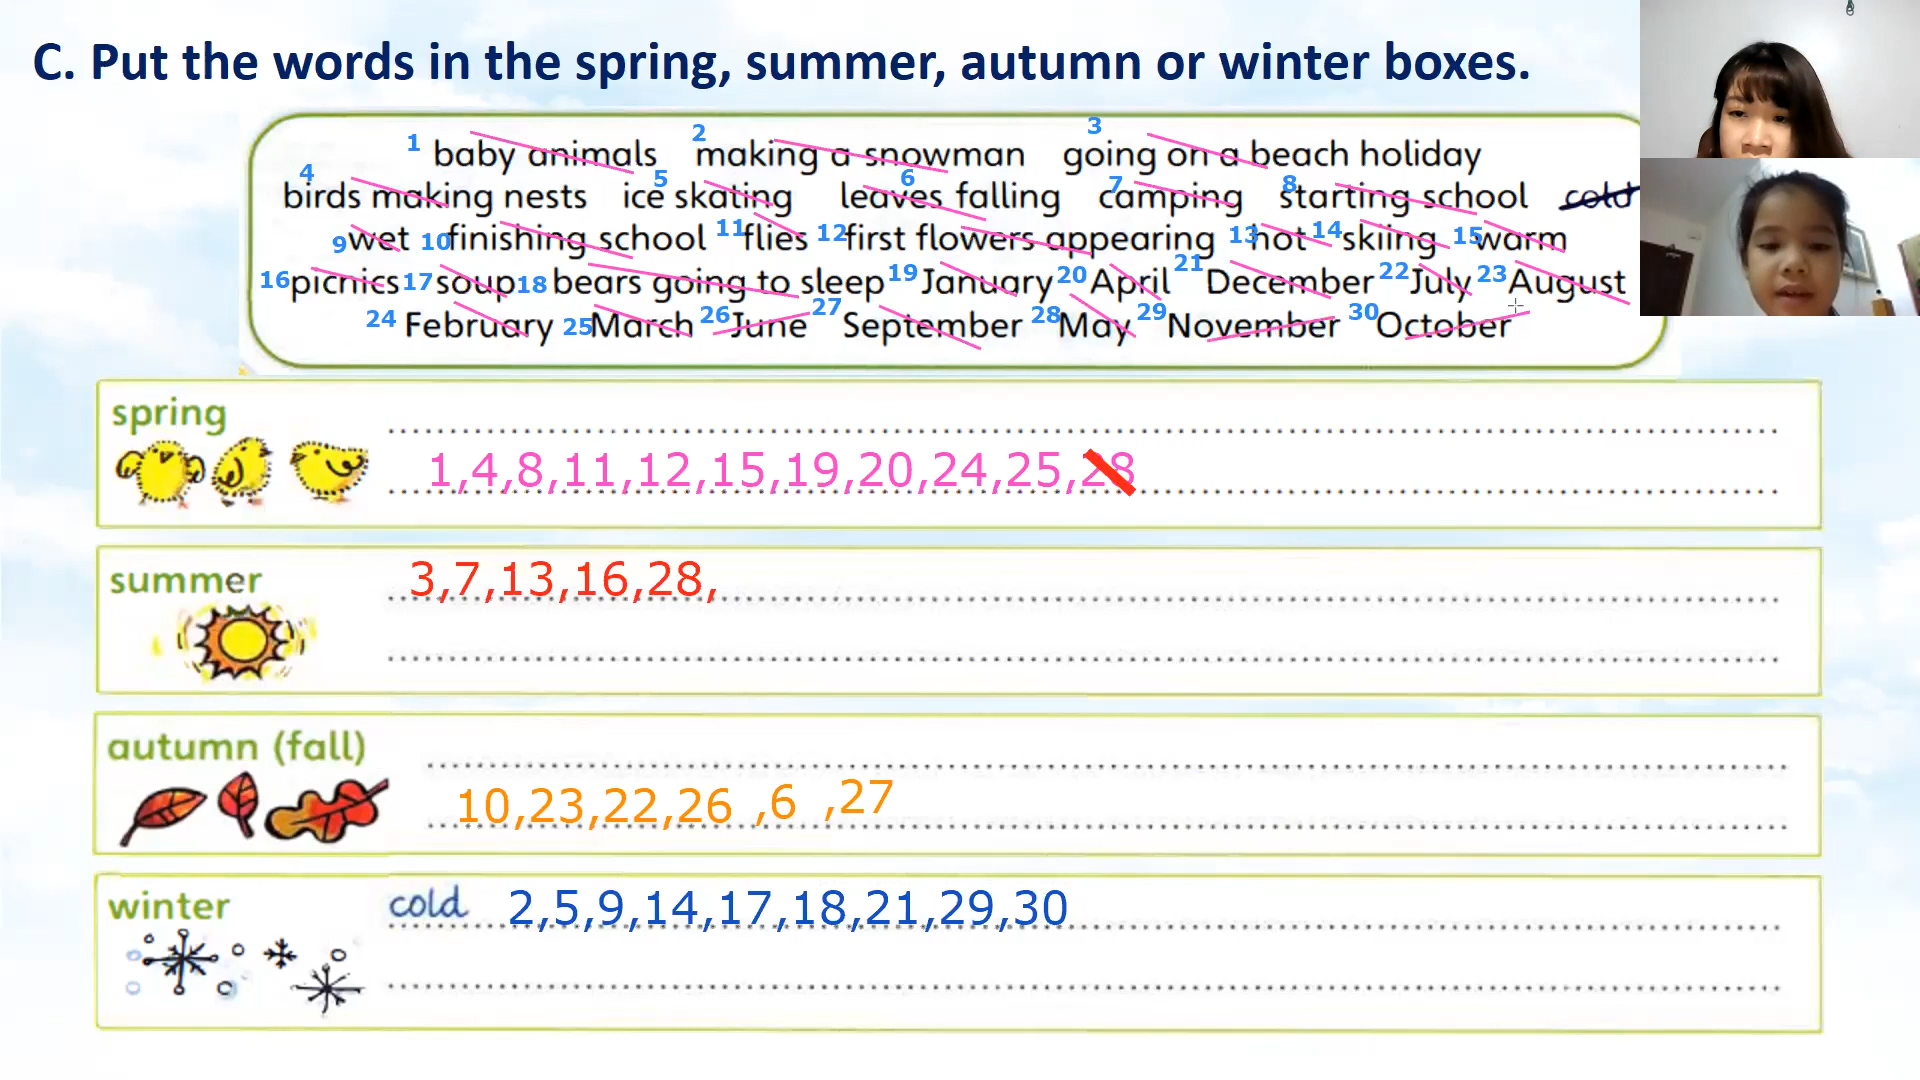 C. Put the words in the spring, summer, autumn or winter boxes.
1 baby animals 2 making a snowman 3 going on a beach holiday
4 birds making nests 5 ice skating 6 leaves falling 7 camping 8 starting school cold
9 wet 10 finishing school 11 flies 12 first flowers appearing 13 hot 14 skiing 15 warm
16 picnics 17 soup 18 bears going to sleep 19 January 20 April 21 December 22 July 23 August
24 February 25 March 26 June 27 September 28 May 29 November 30 October
spring
1,4,8,11,12,15,19,20,24,25,28
summer 3,7,13,16,28,
autumn (fall)
10,23,22,26 ,6 ,27
winter cold 2,5,9,14,17,18,21,29,30